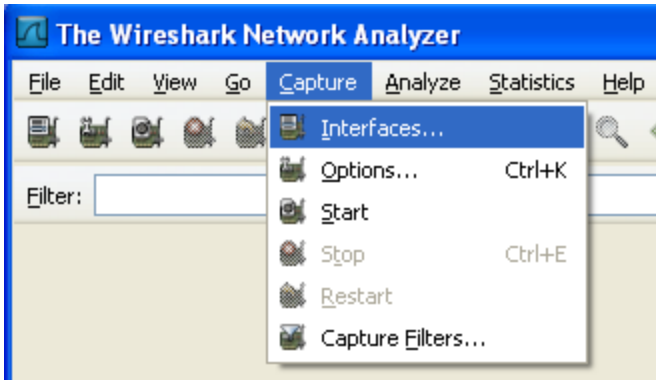 The Wireshark Network Analyzer
File Edit View Go Capture Analyze Statistics Help
Interfaces...
Options... Ctrl+K
Filter:
Start
Stop Ctrl+E
Restart
Capture Filters...